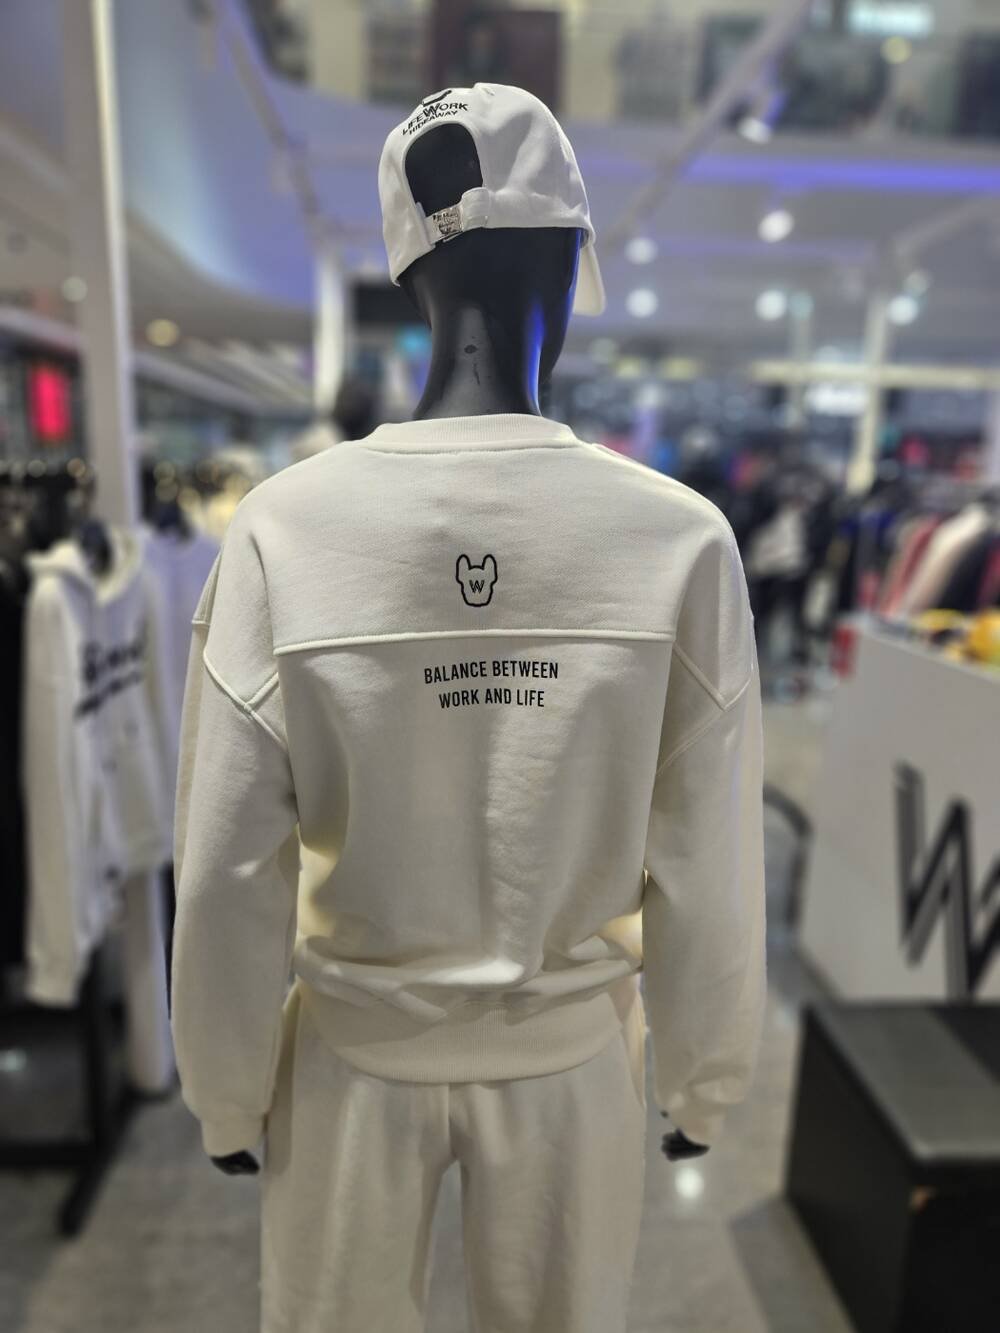 LIFEWORK
HIDEAWAY
W
BALANCE BETWEEN
WORK AND LIFE
W